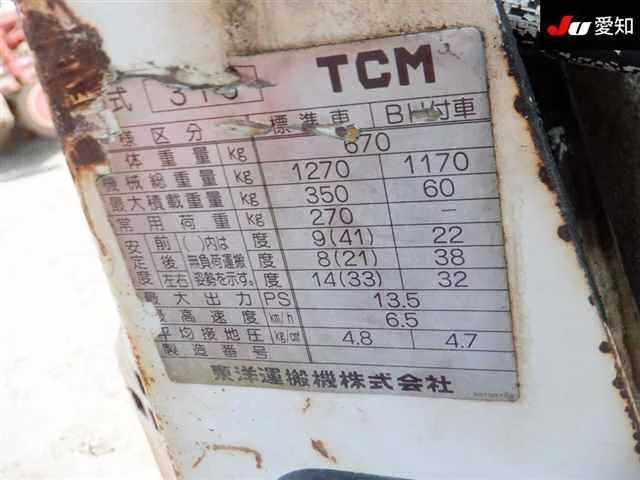 Ju 愛知
TCM
式
様区分 標準車 BH付車
体重量 kg 670
機械総重量 kg 1270 1170
最大積載重量 kg 350 60
常用荷重 kg 270 —
安定度 前 ( )内は 度 9(41) 22
後 無負荷運搬 度 8(21) 38
左右 姿勢を示す。 度 14(33) 32
最大出力 PS 13.5
最高速度 km/h 6.5
平均接地圧 kg/cm² 4.8 4.7
製造番号
東洋運搬機株式会社